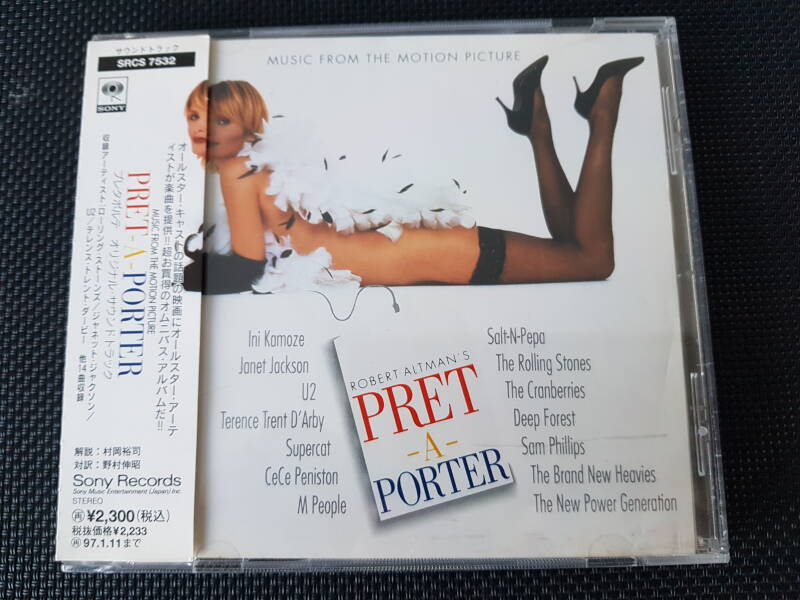 サウンドトラック
SRCS 7532
SONY
オールスター・キャストの話題の映画にオールスター・アーテ
ィストが楽曲を提供!!超お買得のオムニバス・アルバムだ!!
MUSIC FROM THE MOTION PICTURE
PRET-A-PORTER
プレタポルテ オリジナル・サウンドトラック
収録アーティスト・ローリング・ストーンズ/ジャネット・ジャクソン/
U2/テレンス・トレント・ダービー 他14曲収録
解説:村岡裕司
対訳:野村伸昭
Sony Records
Sony Music Entertainment (Japan) Inc.
STEREO
再¥2,300(税込)
税抜価格¥2,233
再97.1.11まで
MUSIC FROM THE MOTION PICTURE
Ini Kamoze
Janet Jackson
U2
Terence Trent D'Arby
Supercat
CeCe Peniston
M People
ROBERT ALTMAN'S
PRET
-A-
PORTER
Salt-N-Pepa
The Rolling Stones
The Cranberries
Deep Forest
Sam Phillips
The Brand New Heavies
The New Power Generation